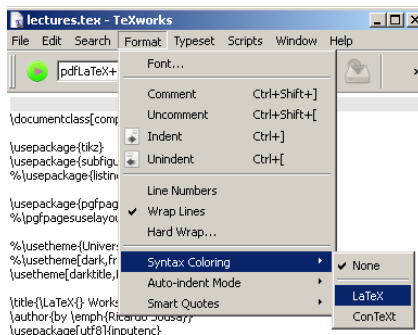 lectures.tex - TeXworks
File Edit Search Format Typeset Scripts Window Help
pdfLaTeX+
Font...
Comment Ctrl+Shift+]
Uncomment Ctrl+Shift+[
Indent Ctrl+]
Unindent Ctrl+[
Line Numbers
Wrap Lines
Hard Wrap...
Syntax Coloring
Auto-indent Mode
Smart Quotes
None
LaTeX
ConTeXt
\documentclass[comp
\usepackage{tikz}
\usepackage{subfigu
%\usepackage{listin
\usepackage{pgfpag
%\pgfpagesuselayou
%\usetheme{Univer
%\usetheme[dark,fr
\usetheme[darktitle,
\title{\LaTeX{} Works
\author{by \emph{Ricardo Sousa}}
\usepackage[utf8]{inputenc}